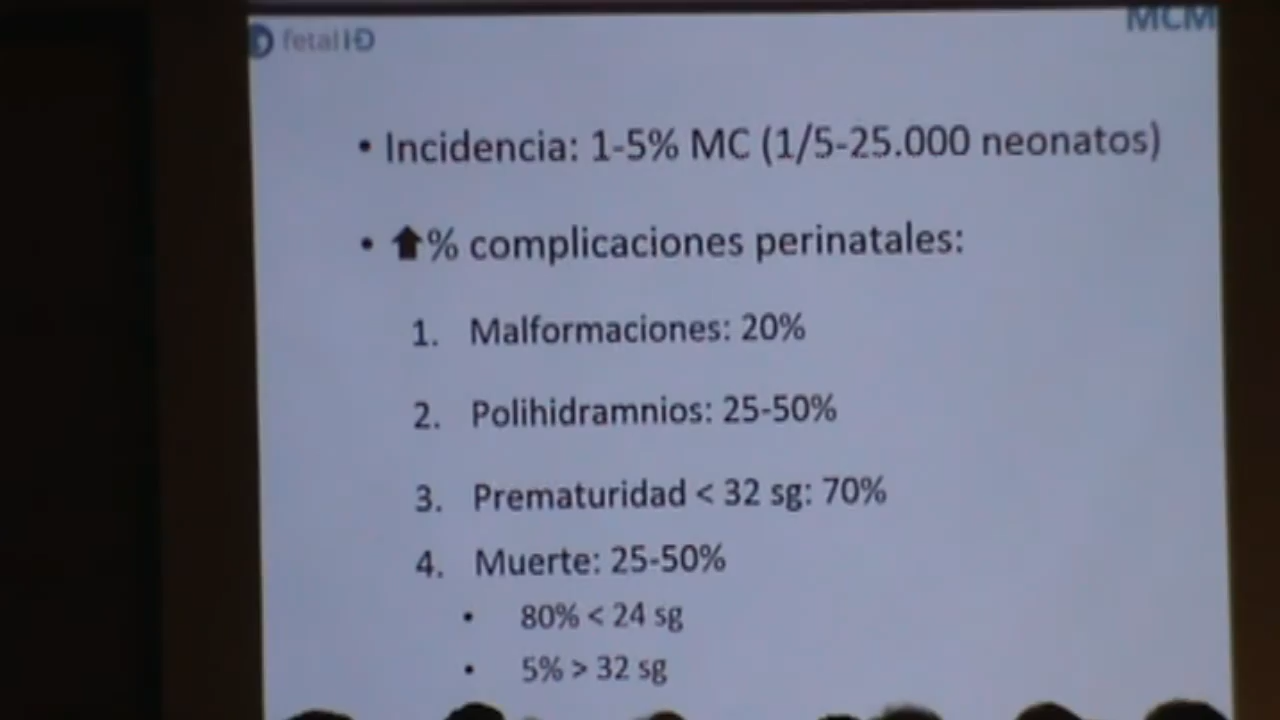 fetal I+D
MCM
• Incidencia: 1-5% MC (1/5-25.000 neonatos)
• ⬆% complicaciones perinatales:
1. Malformaciones: 20%
2. Polihidramnios: 25-50%
3. Prematuridad < 32 sg: 70%
4. Muerte: 25-50%
• 80% < 24 sg
• 5% > 32 sg